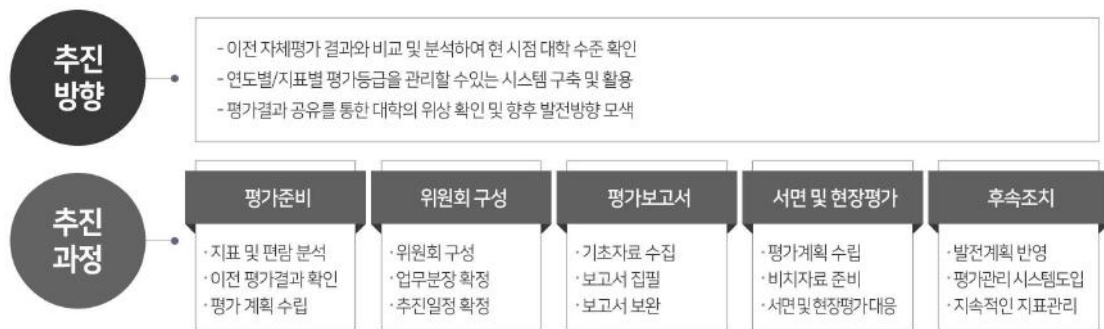 추진
방향
- 이전 자체평가 결과와 비교 및 분석하여 현 시점 대학 수준 확인
- 연도별/지표별 평가등급을 관리할 수있는 시스템 구축 및 활용
- 평가결과 공유를 통한 대학의 위상 확인 및 향후 발전방향 모색
추진
과정
평가준비
· 지표 및 편람 분석
· 이전 평가결과 확인
· 평가 계획 수립
위원회 구성
· 위원회 구성
· 업무분장 확정
· 추진일정 확정
평가보고서
· 기초자료 수집
· 보고서 집필
· 보고서 보완
서면 및 현장평가
· 평가계획 수립
· 비치자료 준비
· 서면 및 현장평가 대응
후속조치
· 발전계획 반영
· 평가관리 시스템도입
· 지속적인 지표관리